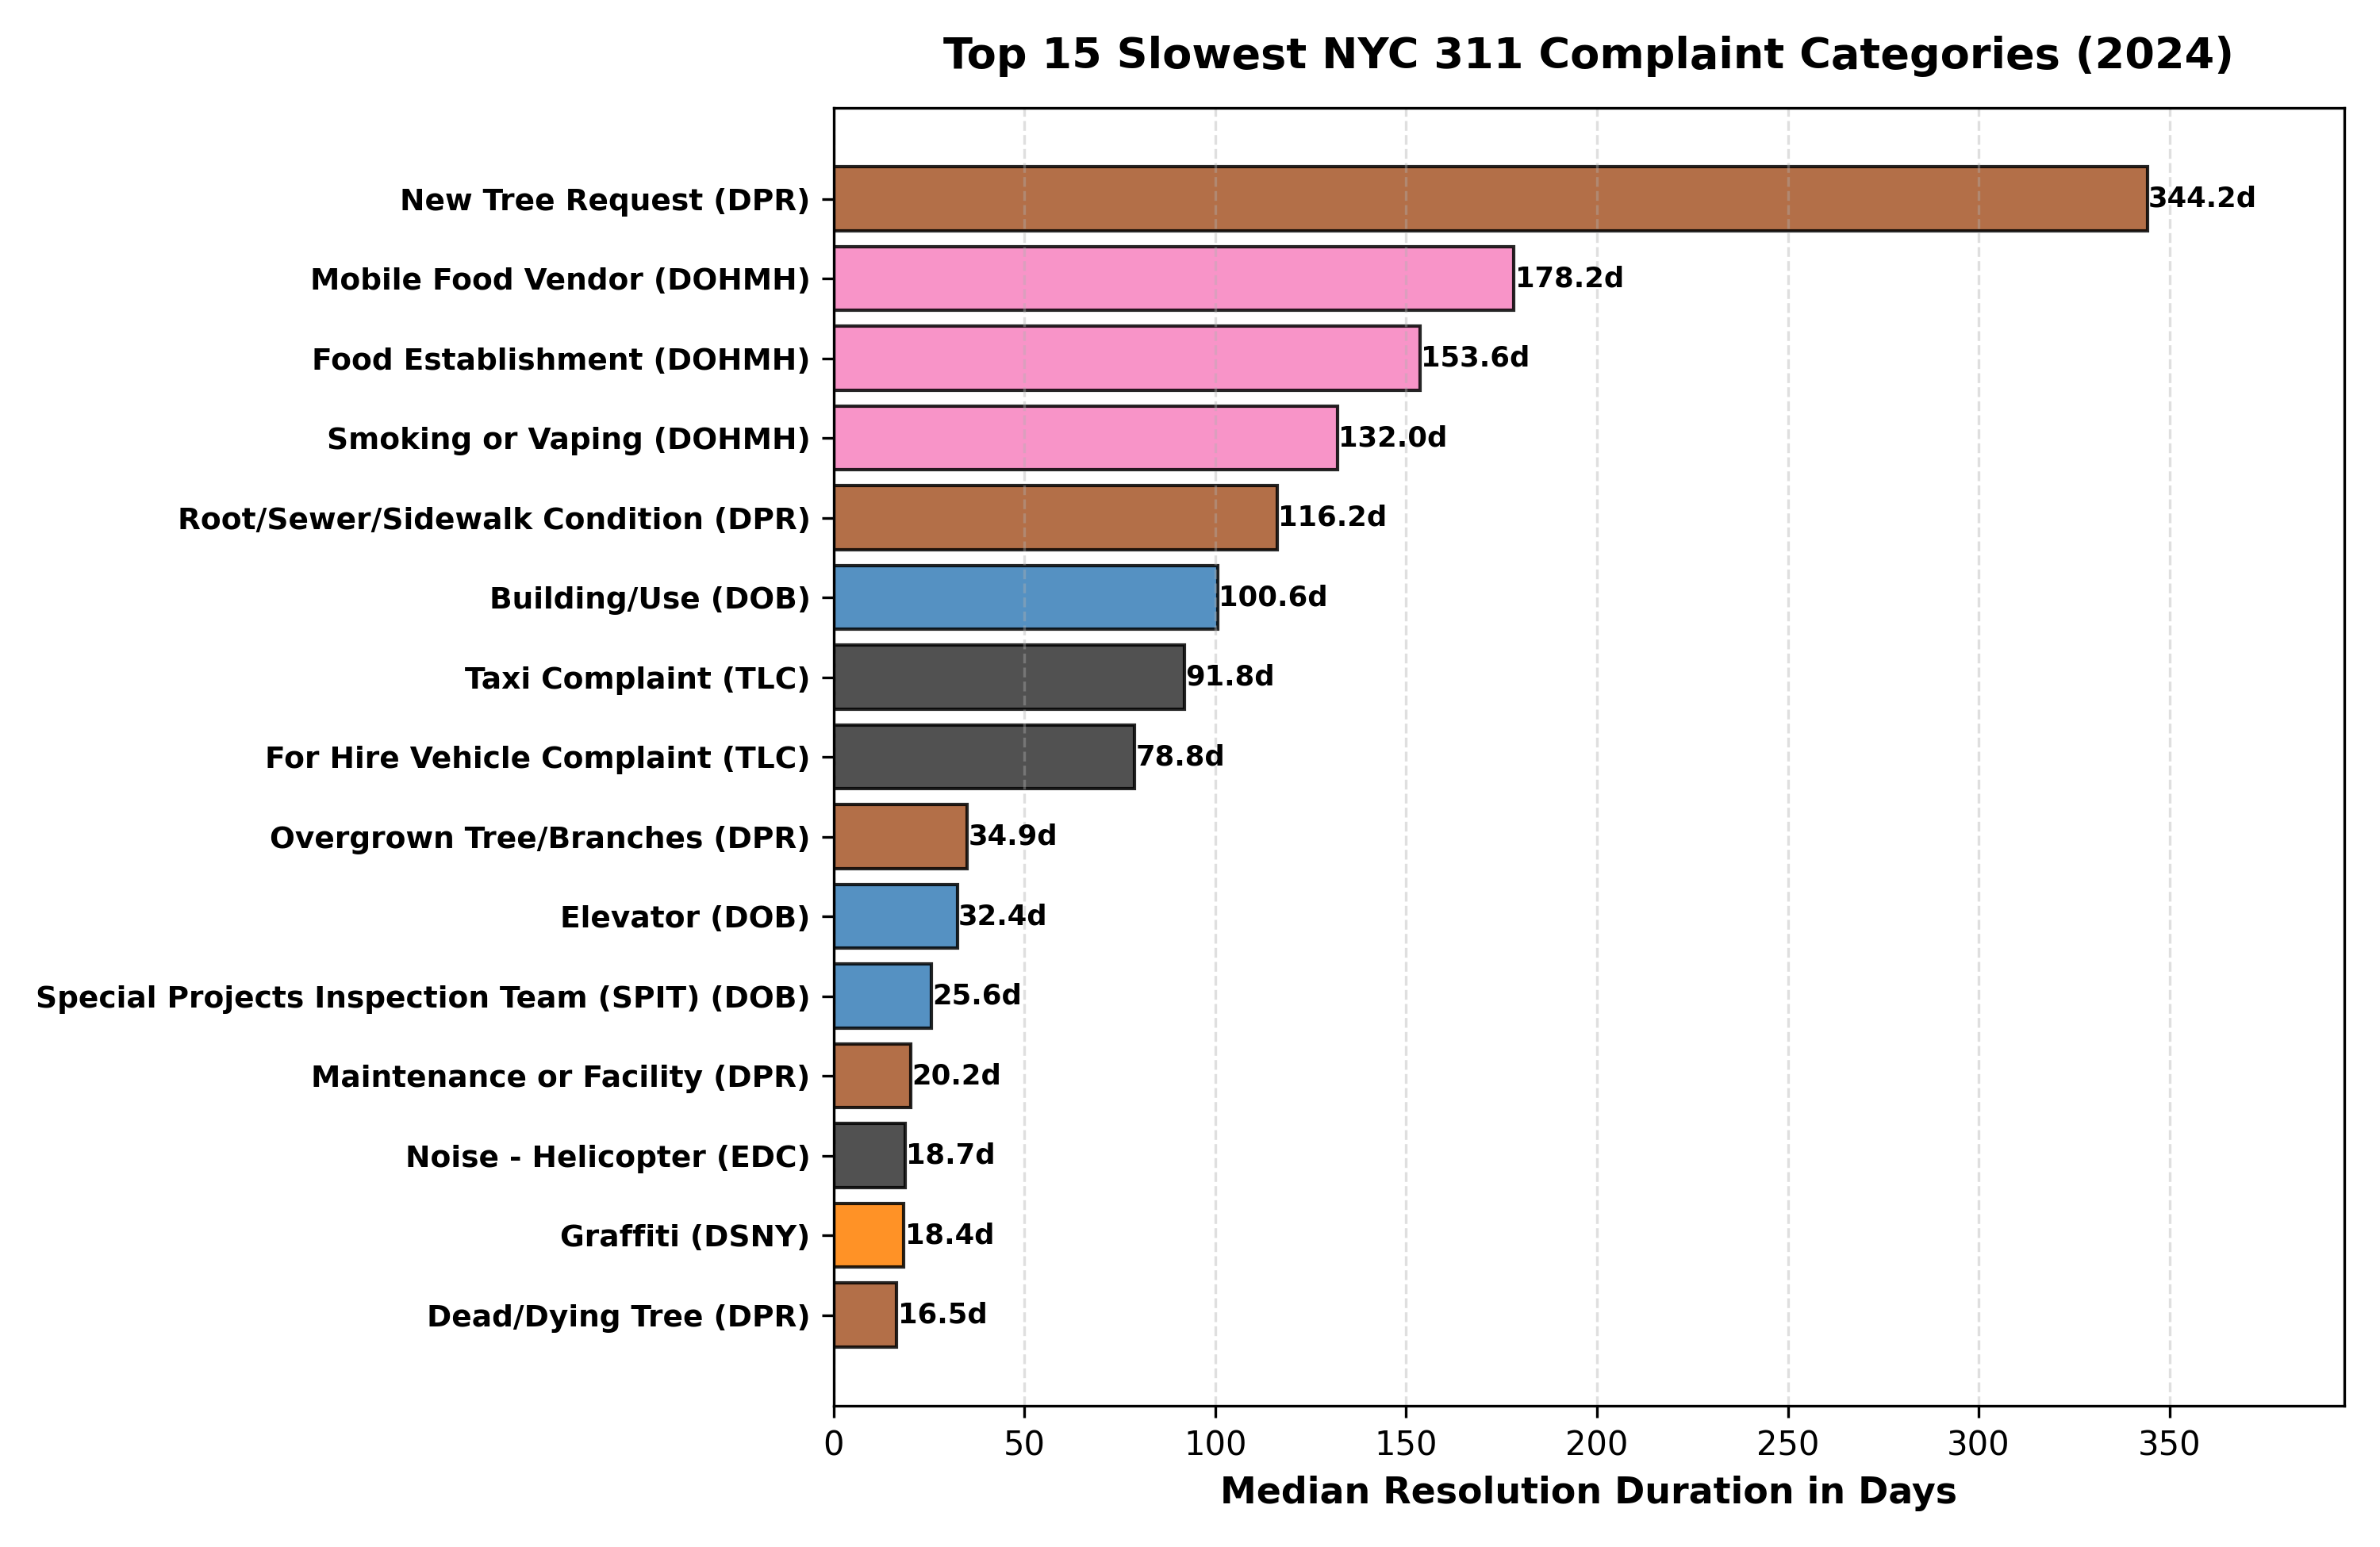 Top 15 Slowest NYC 311 Complaint Categories (2024)
New Tree Request (DPR) 344.2d
Mobile Food Vendor (DOHMH) 178.2d
Food Establishment (DOHMH) 153.6d
Smoking or Vaping (DOHMH) 132.0d
Root/Sewer/Sidewalk Condition (DPR) 116.2d
Building/Use (DOB) 100.6d
Taxi Complaint (TLC) 91.8d
For Hire Vehicle Complaint (TLC) 78.8d
Overgrown Tree/Branches (DPR) 34.9d
Elevator (DOB) 32.4d
Special Projects Inspection Team (SPIT) (DOB) 25.6d
Maintenance or Facility (DPR) 20.2d
Noise - Helicopter (EDC) 18.7d
Graffiti (DSNY) 18.4d
Dead/Dying Tree (DPR) 16.5d
0 50 100 150 200 250 300 350
Median Resolution Duration in Days